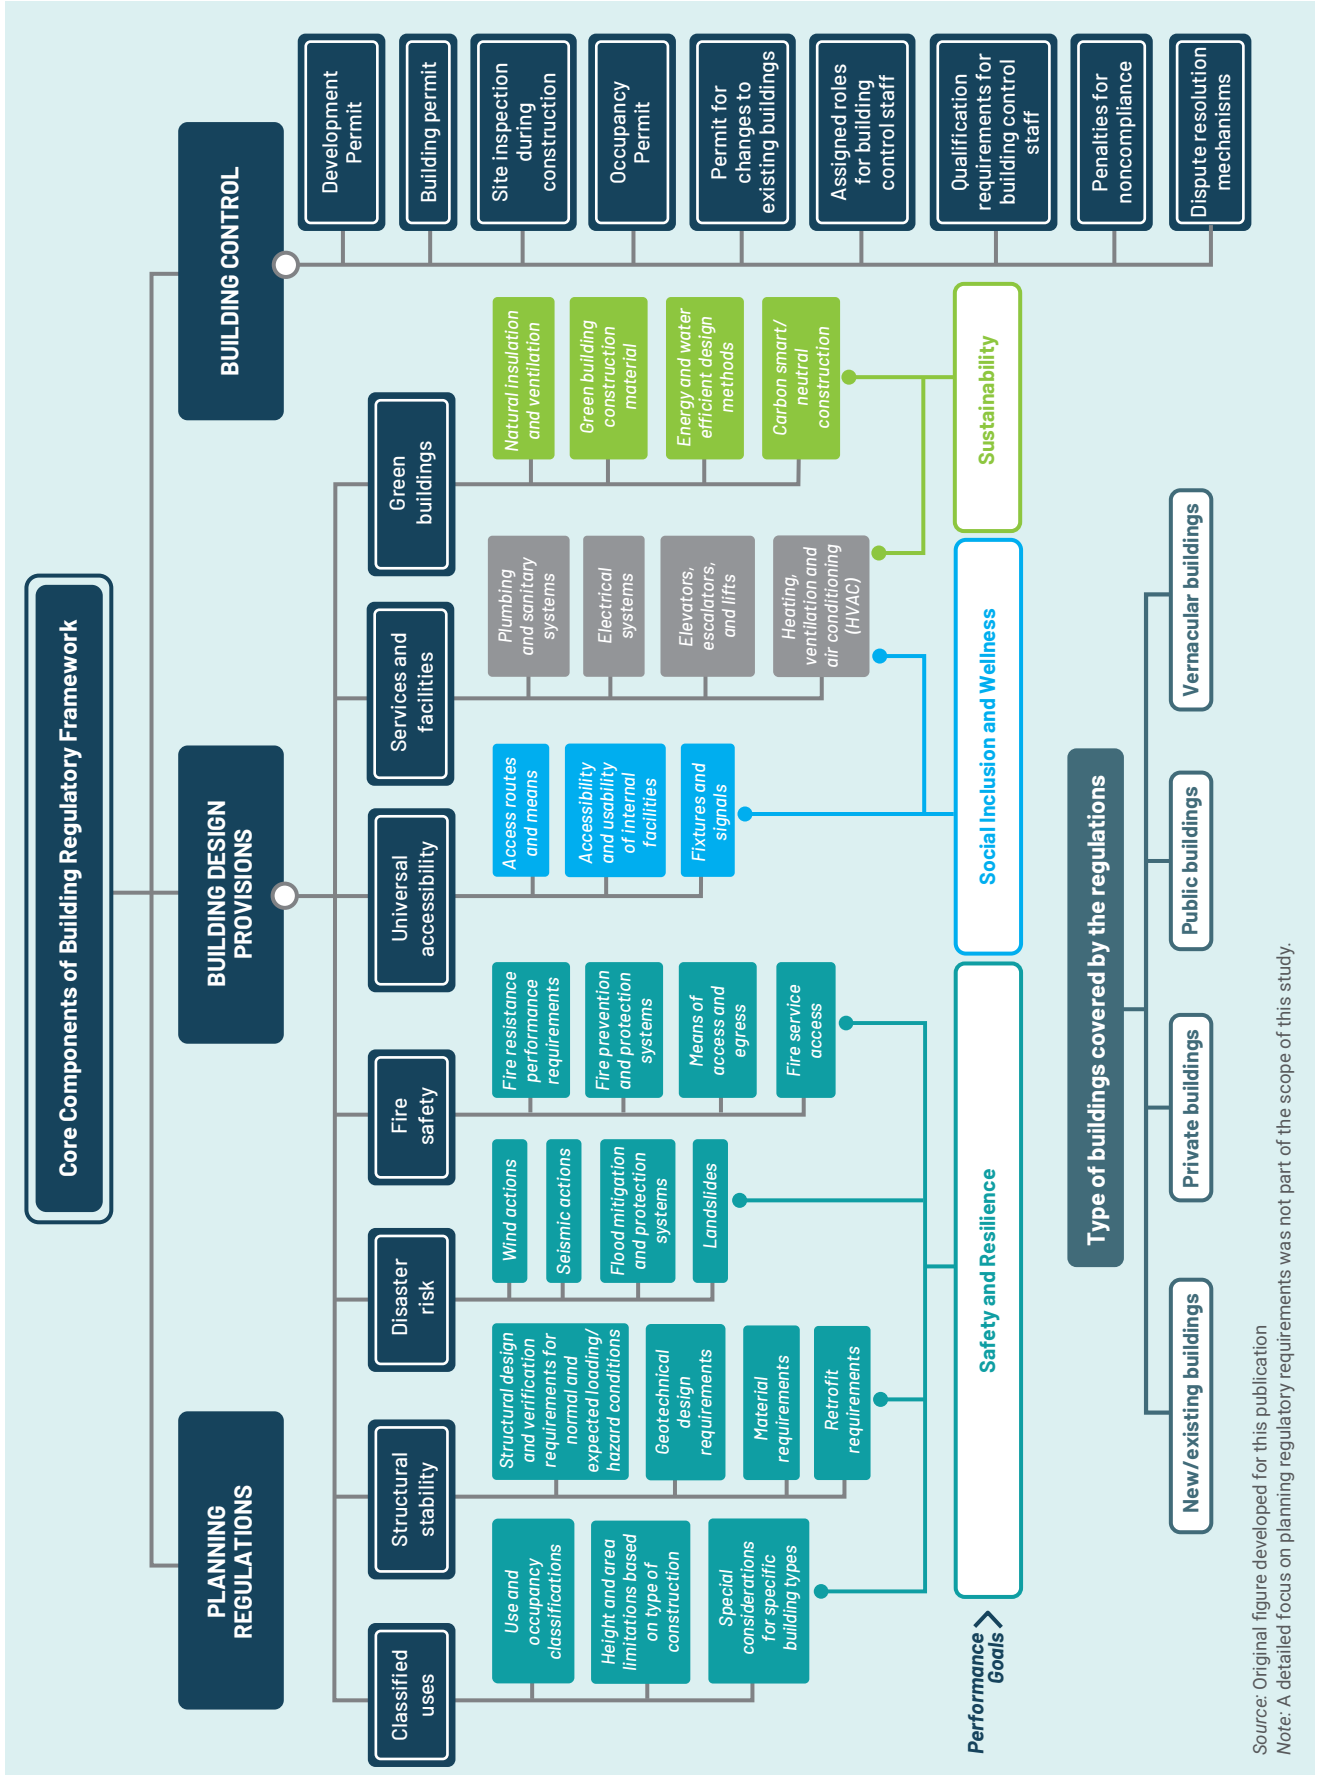 Core Components of Building Regulatory Framework
PLANNING
REGULATIONS
BUILDING DESIGN
PROVISIONS
BUILDING CONTROL
Classified
uses
Structural
stability
Disaster
risk
Fire
safety
Universal
accessibility
Services and
facilities
Green
buildings
Use and
occupancy
classifications
Height and area
limitations based
on type of
construction
Special
considerations
for specific
building types
Structural design
and verification
requirements for
normal and
expected loading/
hazard conditions
Geotechnical
design
requirements
Material
requirements
Retrofit
requirements
Wind actions
Seismic actions
Flood mitigation
and protection
systems
Landslides
Fire resistance
performance
requirements
Fire prevention
and protection
systems
Means of
access and
egress
Fire service
access
Access routes
and means
Accessibility
and usability
of internal
facilities
Fixtures and
signals
Plumbing
and sanitary
systems
Electrical
systems
Elevators,
escalators,
and lifts
Heating,
ventilation and
air conditioning
(HVAC)
Natural insulation
and ventilation
Green building
construction
material
Energy and water
efficient design
methods
Carbon smart/
neutral
construction
Development
Permit
Building permit
Site inspection
during
construction
Occupancy
Permit
Permit for
changes to
existing buildings
Assigned roles
for building
control staff
Qualification
requirements for
building control
staff
Penalties for
noncompliance
Dispute resolution
mechanisms
Performance
Goals
Safety and Resilience
Social Inclusion and Wellness
Sustainability
Type of buildings covered by the regulations
New/existing buildings
Private buildings
Public buildings
Vernacular buildings
Source: Original figure developed for this publication
Note: A detailed focus on planning regulatory requirements was not part of the scope of this study.